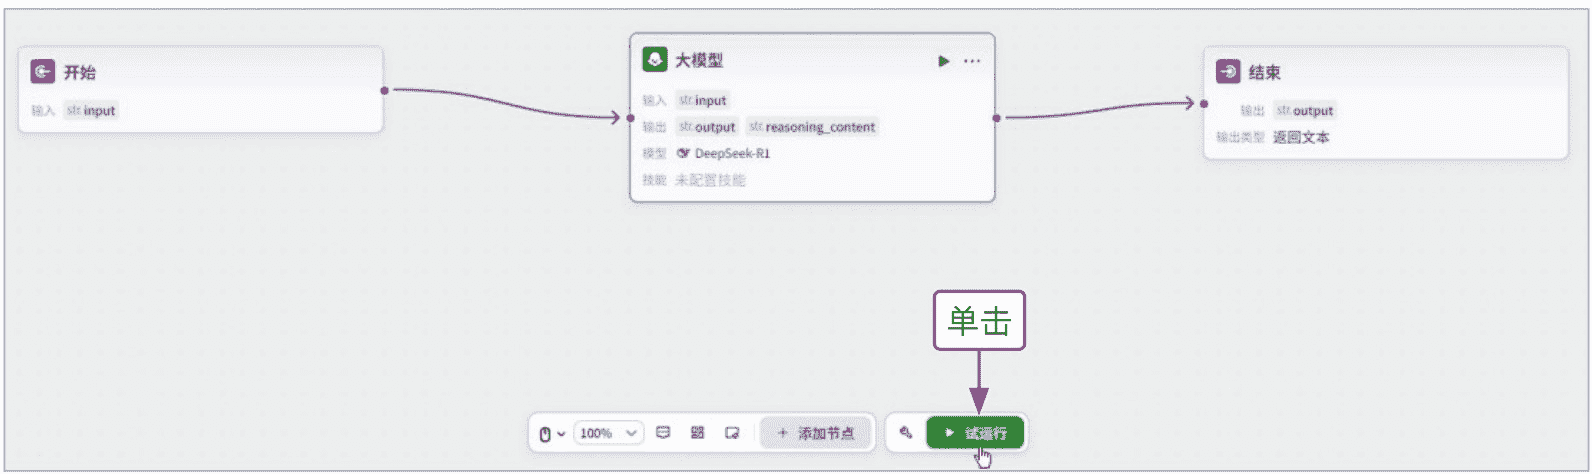 开始
输入 str.input
大模型
输入 str.input
输出 str.output str.reasoning_content
模型 DeepSeek-R1
技能 未配置技能
结束
输出 str.output
输出类型 返回文本
单击
100%
+ 添加节点
试运行